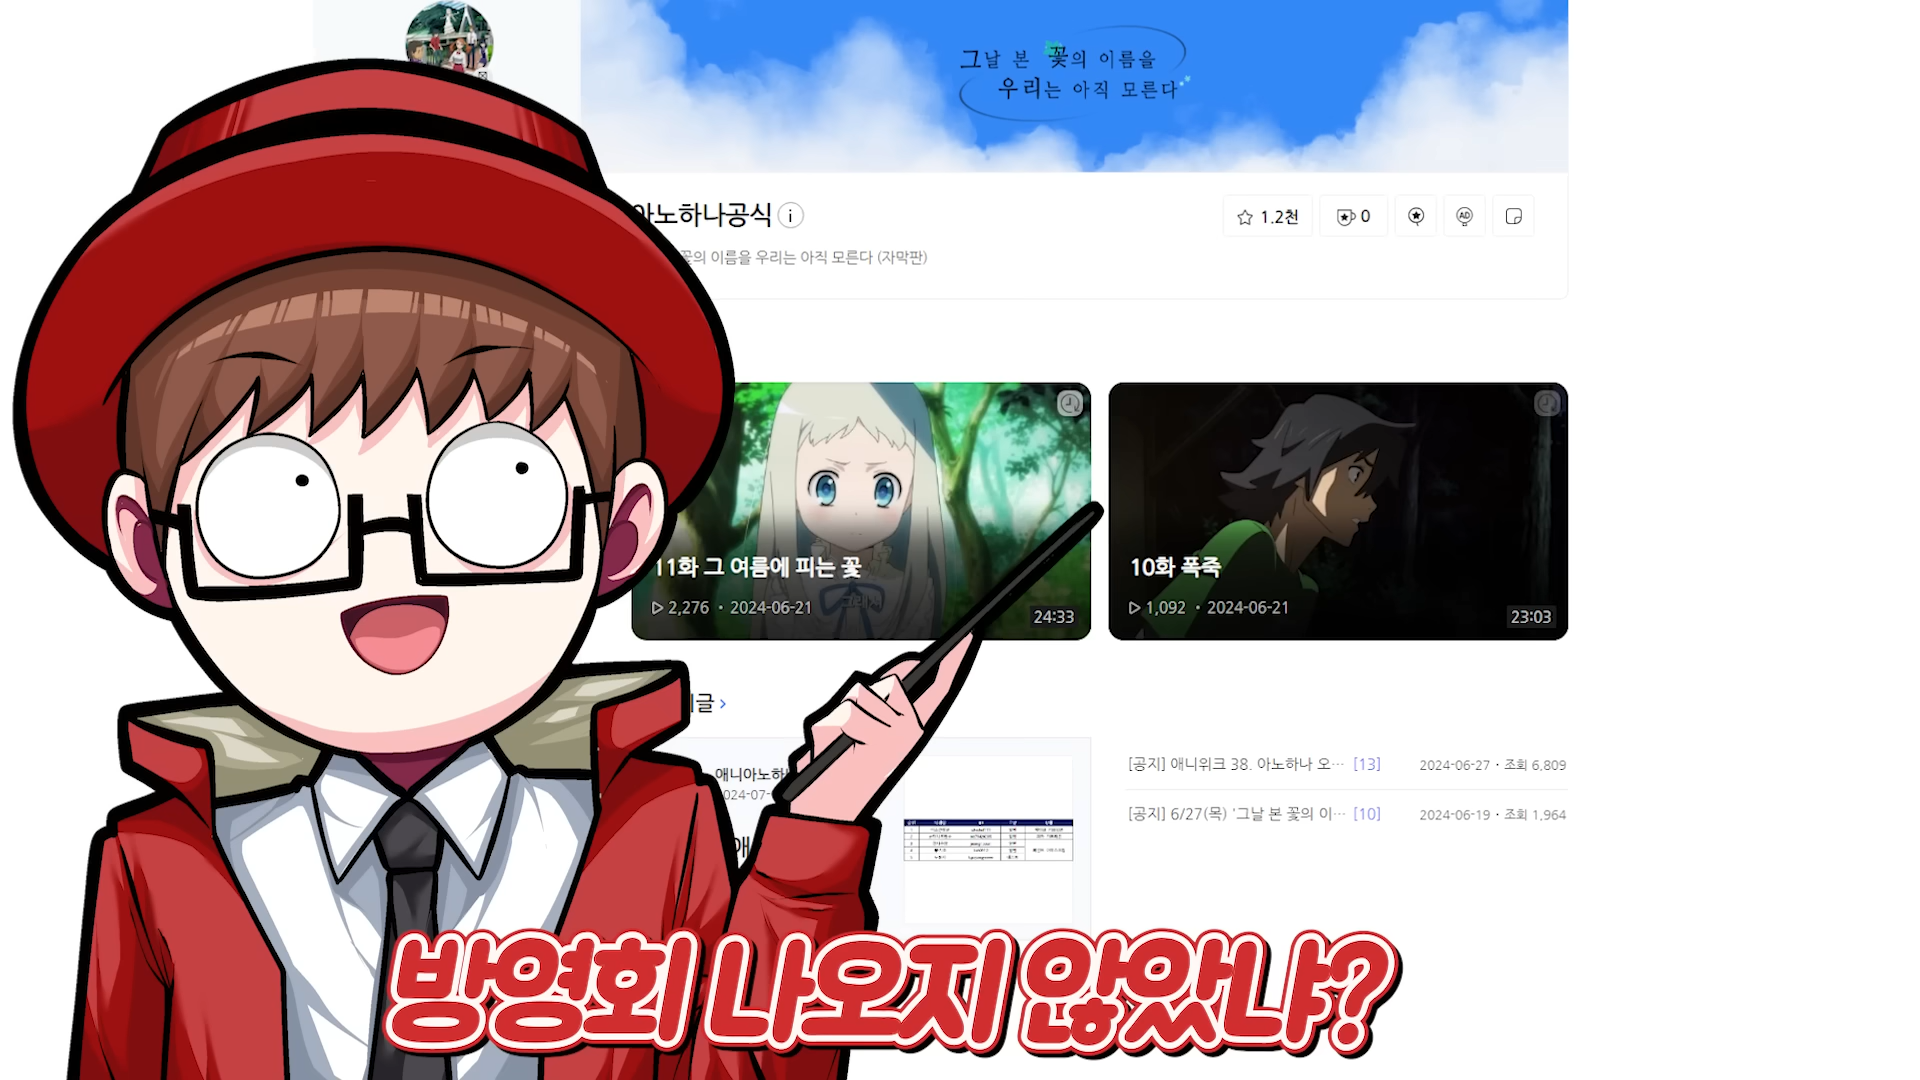 그날 본 꽃의 이름을
우리는 아직 모른다
아노하나공식
1.2천
0
AD
꽃의 이름을 우리는 아직 모른다 (자막판)
11화 그 여름에 피는 꽃
2,276 · 2024-06-21
24:33
10화 폭죽
1,092 · 2024-06-21
23:03
[공지] 애니위크 38. 아노하나 오··· [13]
2024-06-27 · 조회 6,809
[공지] 6/27(목) '그날 본 꽃의 이··· [10]
2024-06-19 · 조회 1,964
방영회 나오지 않았냐?